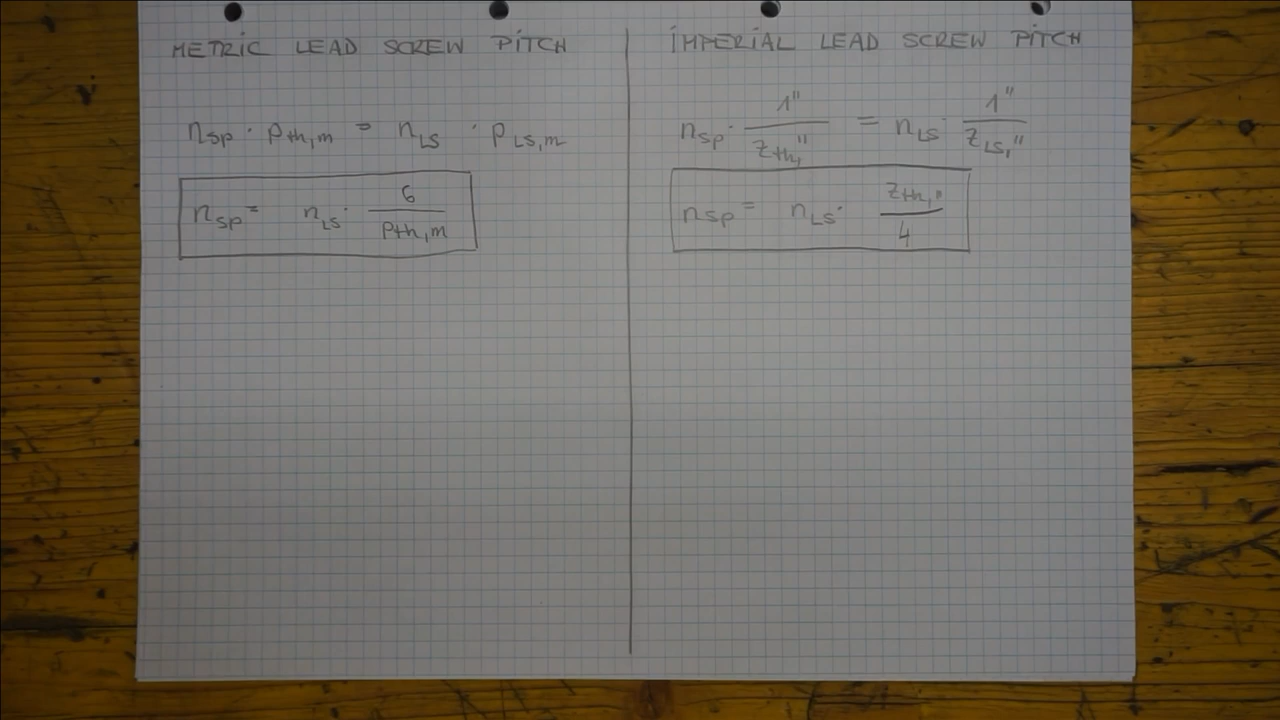 METRIC LEAD SCREW PITCH
n_sp · p_th,m = n_LS · p_LS,m
n_sp = n_LS · 6/p_th,m
IMPERIAL LEAD SCREW PITCH
n_sp · 1"/z_th," = n_LS · 1"/z_LS,"
n_sp = n_LS · z_th,"/4